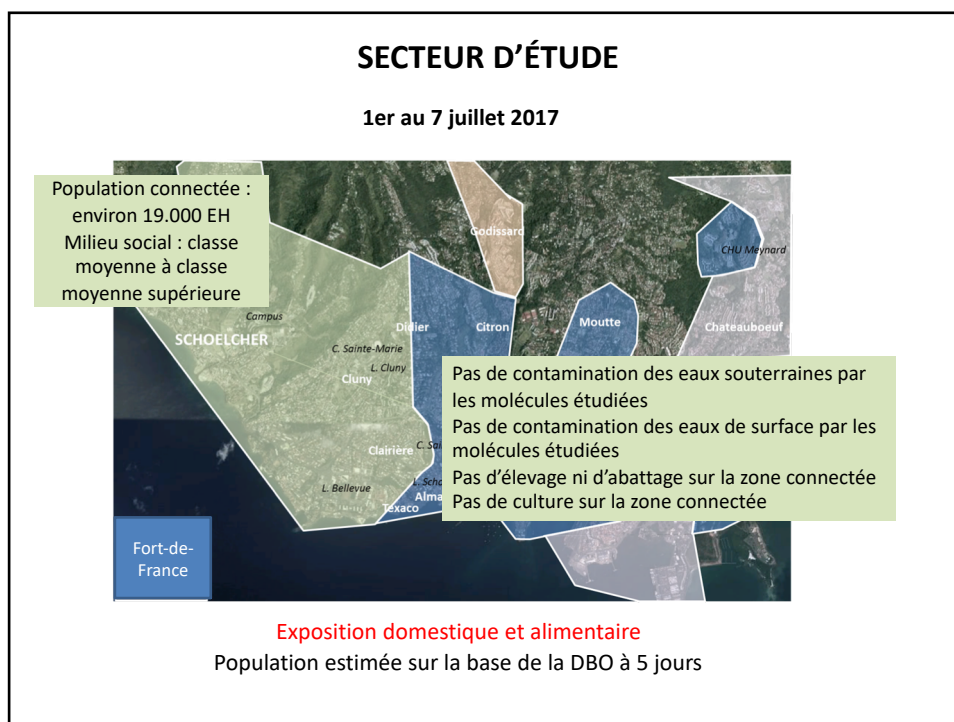 SECTEUR D'ÉTUDE
1er au 7 juillet 2017
Population connectée :
environ 19.000 EH
Milieu social : classe
moyenne à classe
moyenne supérieure
Godissard
CHU Meynard
Campus
SCHOELCHER
Didier
Citron
Moutte
Chateauboeuf
C. Sainte-Marie
L. Cluny
Cluny
Pas de contamination des eaux souterraines par
les molécules étudiées
Pas de contamination des eaux de surface par les
molécules étudiées
Pas d'élevage ni d'abattage sur la zone connectée
Pas de culture sur la zone connectée
Clairière
L. Bellevue
Texaco
Fort-de-
France
Exposition domestique et alimentaire
Population estimée sur la base de la DBO à 5 jours